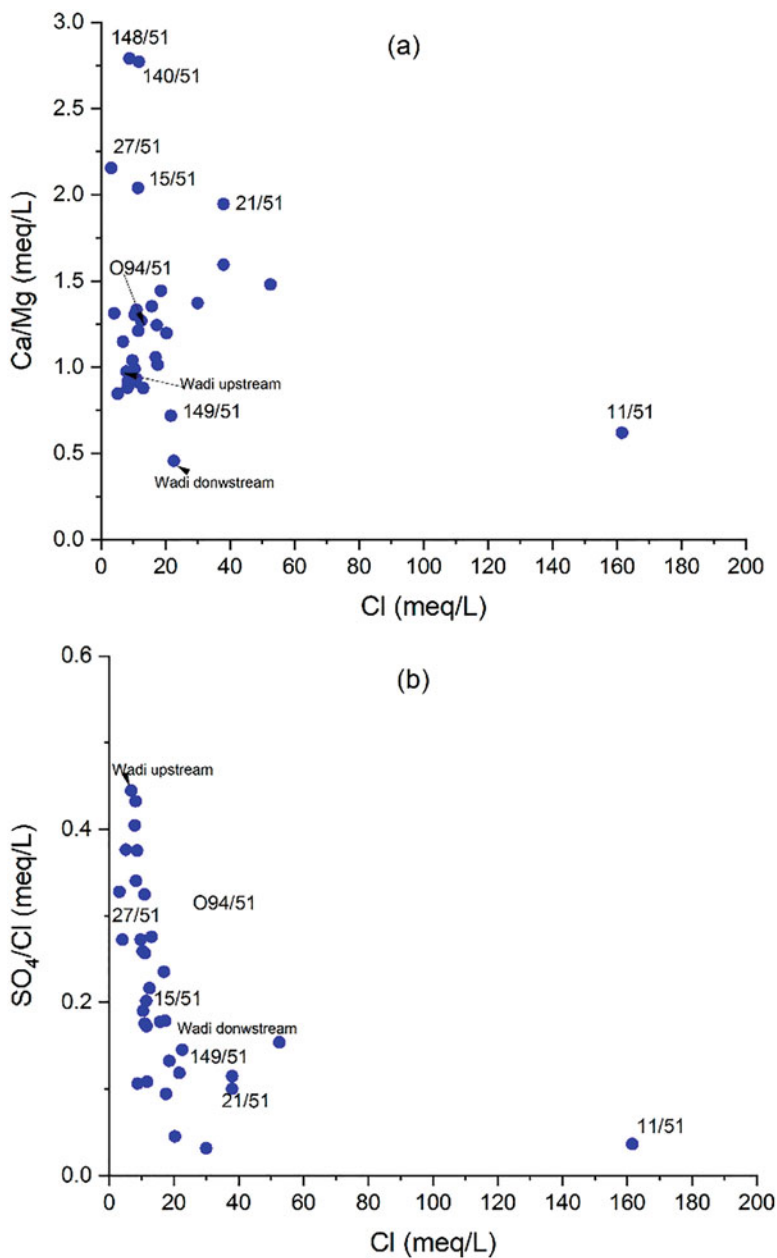 (a)
148/51
140/51
27/51
15/51
21/51
O94/51
Wadi upstream
149/51
11/51
Wadi donwstream
Ca/Mg (meq/L)
3.0
2.5
2.0
1.5
1.0
0.5
0.0
0 20 40 60 80 100 120 140 160 180 200
Cl (meq/L)
(b)
Wadi upstream
O94/51
27/51
15/51
Wadi donwstream
149/51
21/51
11/51
SO4/Cl (meq/L)
0.6
0.4
0.2
0.0
0 20 40 60 80 100 120 140 160 180 200
Cl (meq/L)